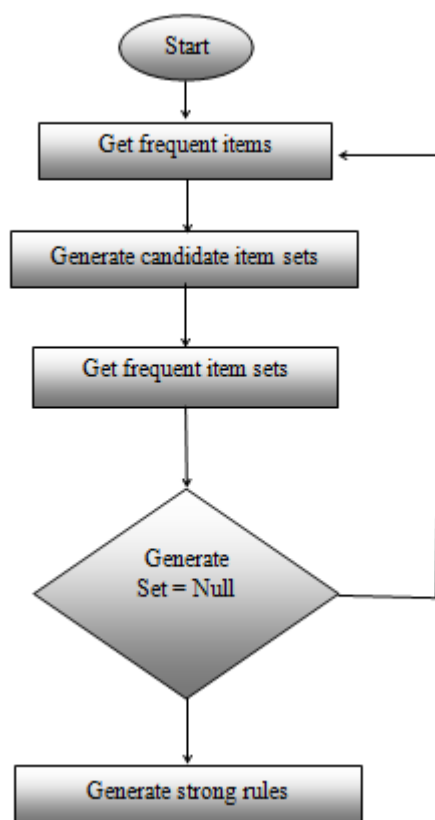 Start
Get frequent items
Generate candidate item sets
Get frequent item sets
Generate
Set = Null
Generate strong rules